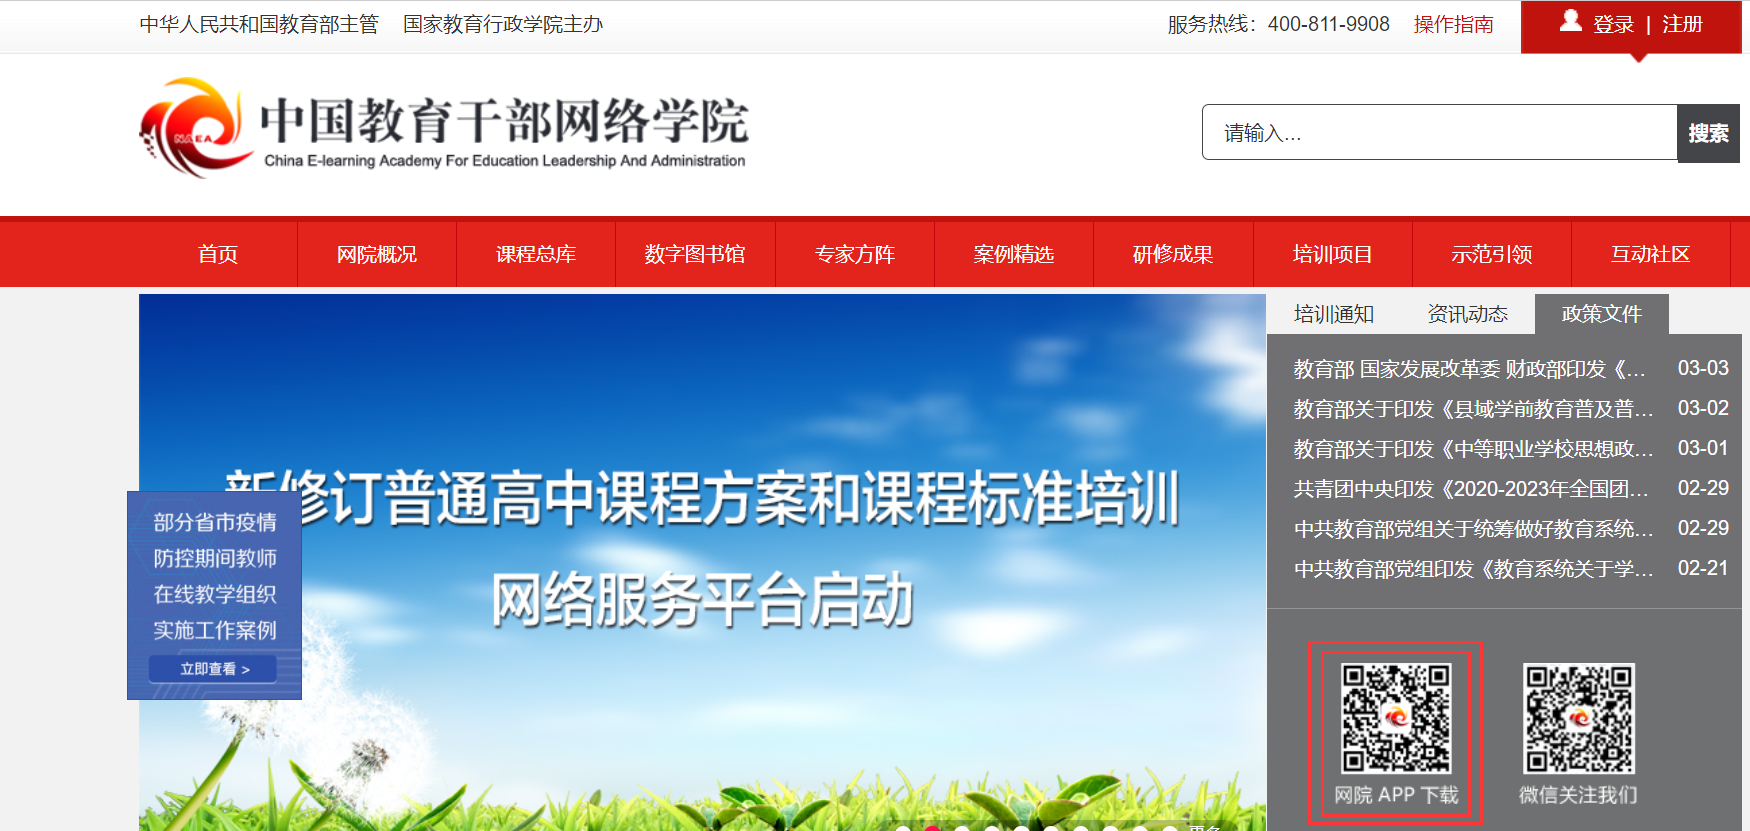 中华人民共和国教育部主管 国家教育行政学院主办
服务热线：400-811-9908 操作指南 登录 | 注册
NAEA
中国教育干部网络学院
China E-learning Academy For Education Leadership And Administration
请输入... 搜索
首页 网院概况 课程总库 数字图书馆 专家方阵 案例精选 研修成果 培训项目 示范引领 互动社区
新修订普通高中课程方案和课程标准培训
网络服务平台启动
部分省市疫情
防控期间教师
在线教学组织
实施工作案例
立即查看 >
更多
培训通知 资讯动态 政策文件
教育部 国家发展改革委 财政部印发《... 03-03
教育部关于印发《县域学前教育普及普... 03-02
教育部关于印发《中等职业学校思想政... 03-01
共青团中央印发《2020-2023年全国团... 02-29
中共教育部党组关于统筹做好教育系统... 02-29
中共教育部党组印发《教育系统关于学... 02-21
网院 APP 下载 微信关注我们